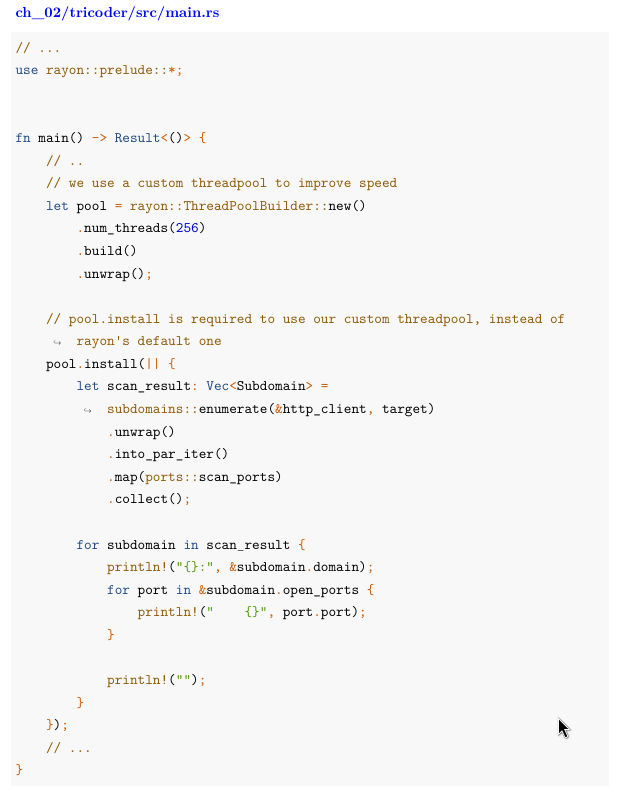 ch_02/tricoder/src/main.rs
// ...
use rayon::prelude::*;
fn main() -> Result<()> {
    // ..
    // we use a custom threadpool to improve speed
    let pool = rayon::ThreadPoolBuilder::new()
        .num_threads(256)
        .build()
        .unwrap();
    // pool.install is required to use our custom threadpool, instead of
    ↪ rayon's default one
    pool.install(|| {
        let scan_result: Vec<Subdomain> =
        ↪ subdomains::enumerate(&http_client, target)
            .unwrap()
            .into_par_iter()
            .map(ports::scan_ports)
            .collect();
        for subdomain in scan_result {
            println!("{}:", &subdomain.domain);
            for port in &subdomain.open_ports {
                println!("    {}", port.port);
            }
            println!("");
        }
    });
    // ...
}